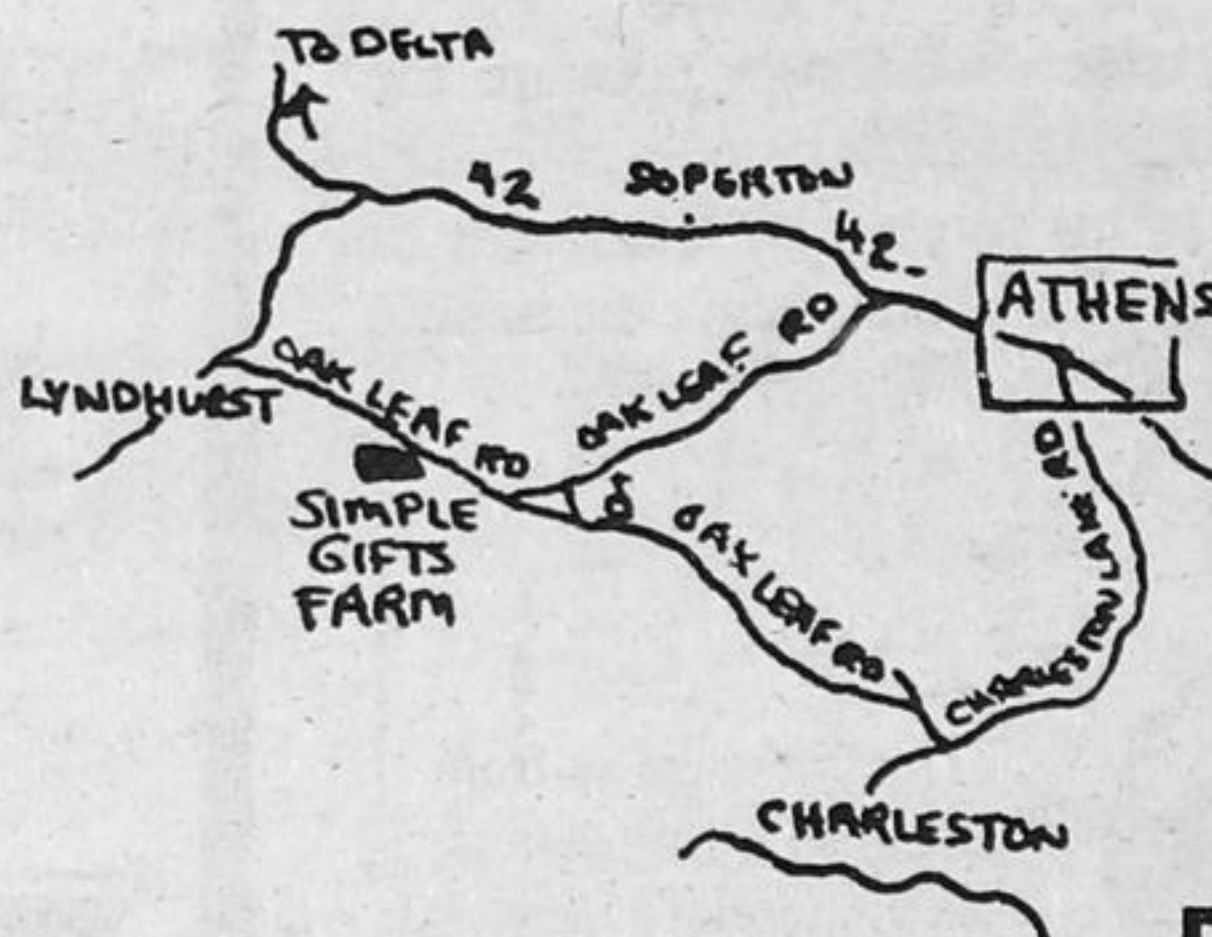 TO DELTA
42
SOPERTON
42
ATHENS
OAK LEAF RD
OAK LEAF RD
LYNDHURST
SIMPLE
GIFTS
FARM
OAK LEAF RD
CHARLESTON LAKE RD.
CHARLESTON